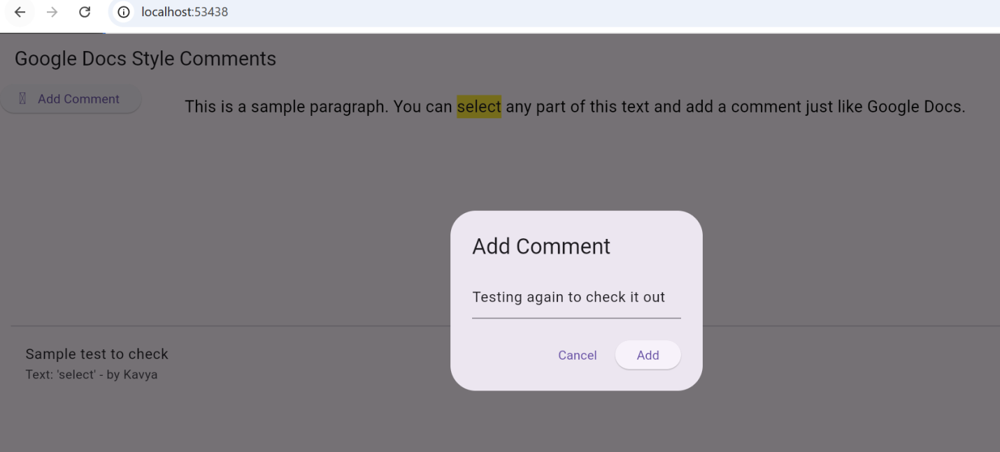 localhost:53438
Google Docs Style Comments
Add Comment
This is a sample paragraph. You can select any part of this text and add a comment just like Google Docs.
Add Comment
Testing again to check it out
Cancel
Add
Sample test to check
Text: 'select' - by Kavya